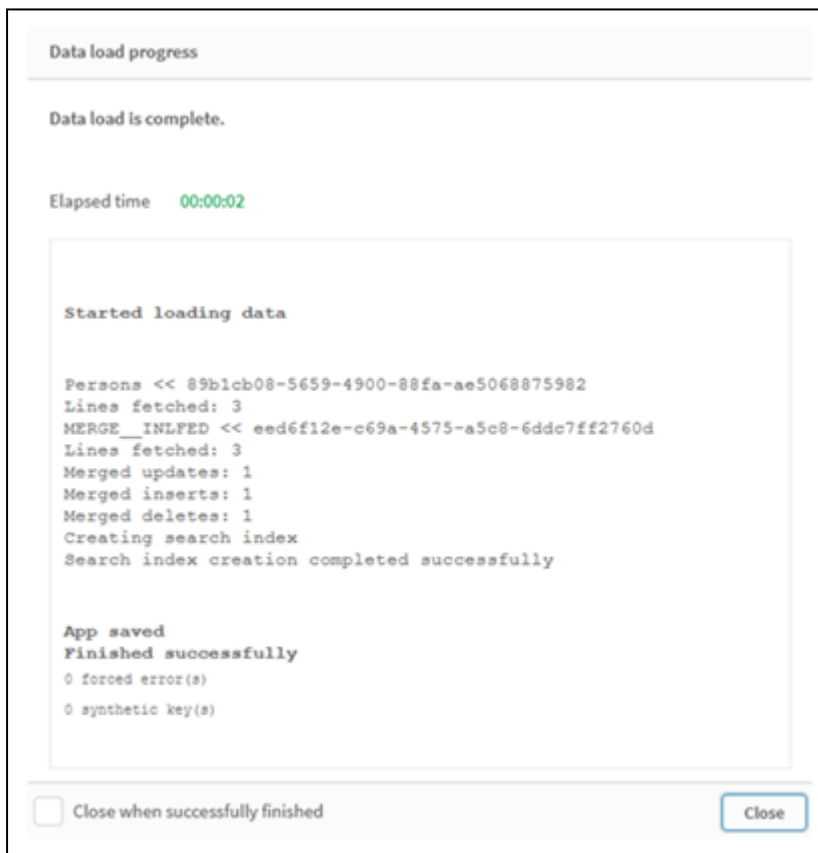 Data load progress
Data load is complete.
Elapsed time 00:00:02
Started loading data
Persons << 89b1cb08-5659-4900-88fa-ae5068875982
Lines fetched: 3
MERGE__INLFED << eed6f12e-c69a-4575-a5c8-6ddc7ff2760d
Lines fetched: 3
Merged updates: 1
Merged inserts: 1
Merged deletes: 1
Creating search index
Search index creation completed successfully
App saved
Finished successfully
0 forced error(s)
0 synthetic key(s)
Close when successfully finished
Close